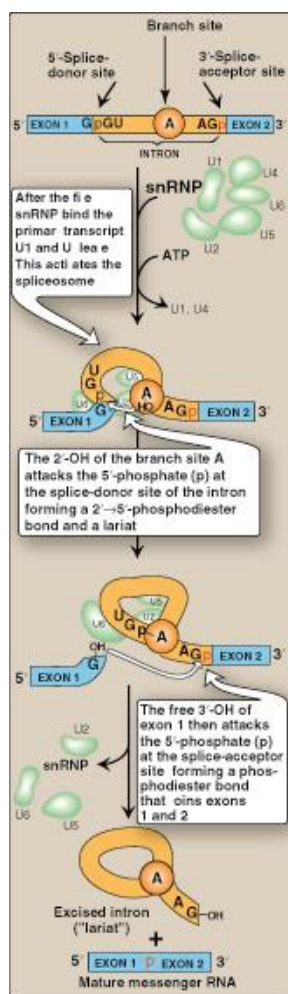 Branch site
5′-Splice-
donor site
3′-Splice-
acceptor site
5′ EXON 1 GpGU A AGp EXON 2 3′
INTRON
snRNP
U1
U4
U6
U5
U2
After the fi e
snRNP bind the
primar transcript
U1 and U lea e
This acti ates the
spliceosome
ATP
U1, U4
U
G
p
G
A
HO
AGp
EXON 2 3′
5′ EXON 1
The 2′-OH of the branch site A
attacks the 5′-phosphate (p) at
the splice-donor site of the intron
forming a 2′→5′-phosphodiester
bond and a lariat
U6
U5
U2
UGp A AGp EXON 2 3′
OH
G
5′ EXON 1
The free 3′-OH of
exon 1 then attacks
the 5′-phosphate (p)
at the splice-acceptor
site forming a phos-
phodiester bond
that oins exons
1 and 2
U2
snRNP
U6
U5
A
AG-OH
Excised intron
("lariat")
+
5′ EXON 1 p EXON 2 3′
Mature messenger RNA